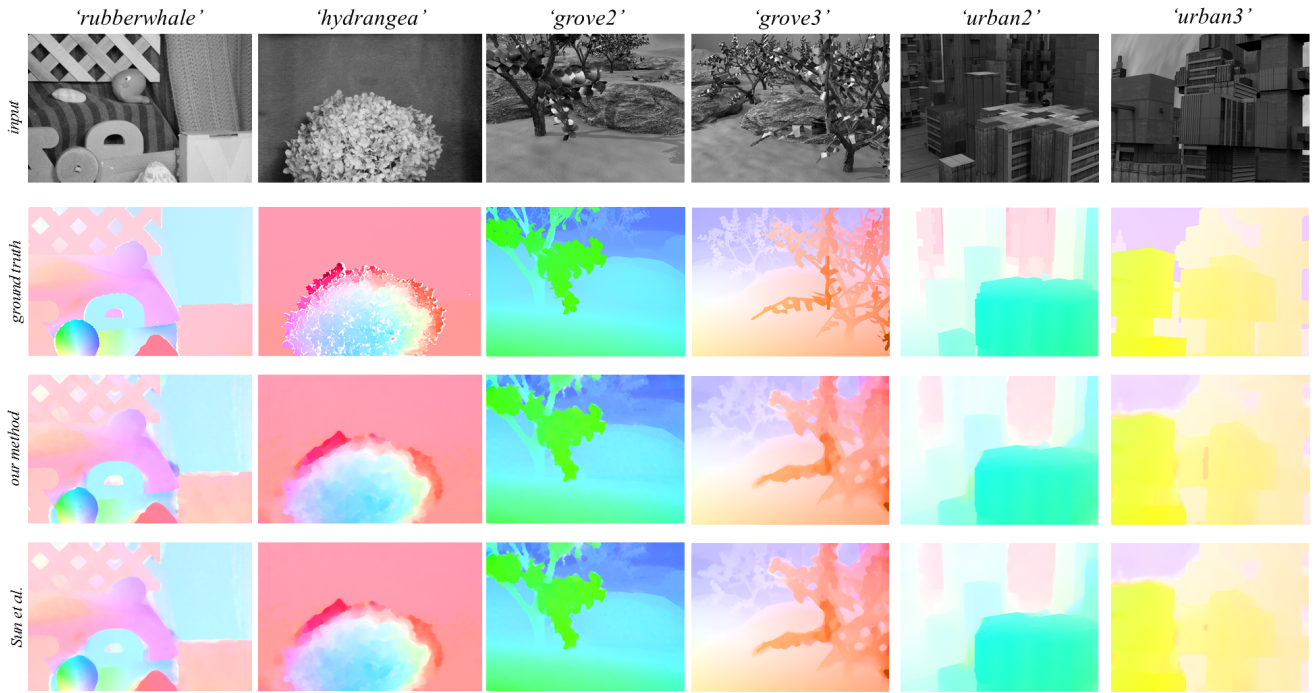 ‘rubberwhale’ ‘hydrangea’ ‘grove2’ ‘grove3’ ‘urban2’ ‘urban3’
input
ground truth
our method
Sun et al.